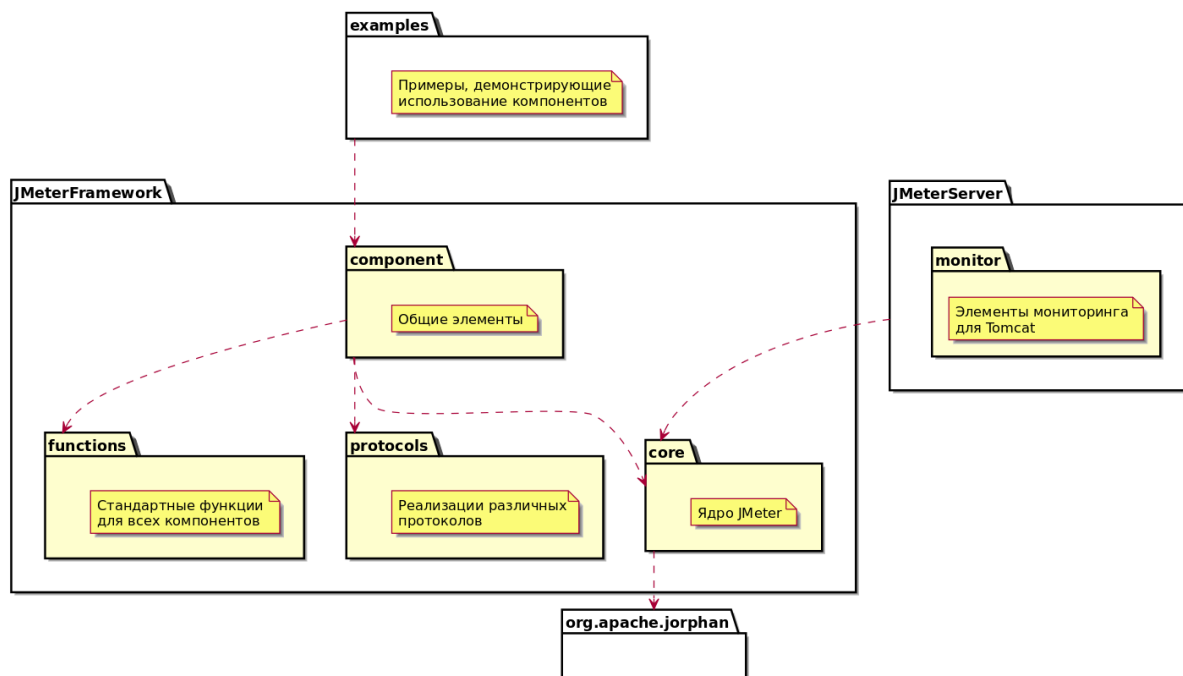 examples
Примеры, демонстрирующие
использование компонентов
JMeterFramework
JMeterServer
component
Общие элементы
monitor
Элементы мониторинга
для Tomcat
functions
Стандартные функции
для всех компонентов
protocols
Реализации различных
протоколов
core
Ядро JMeter
org.apache.jorphan